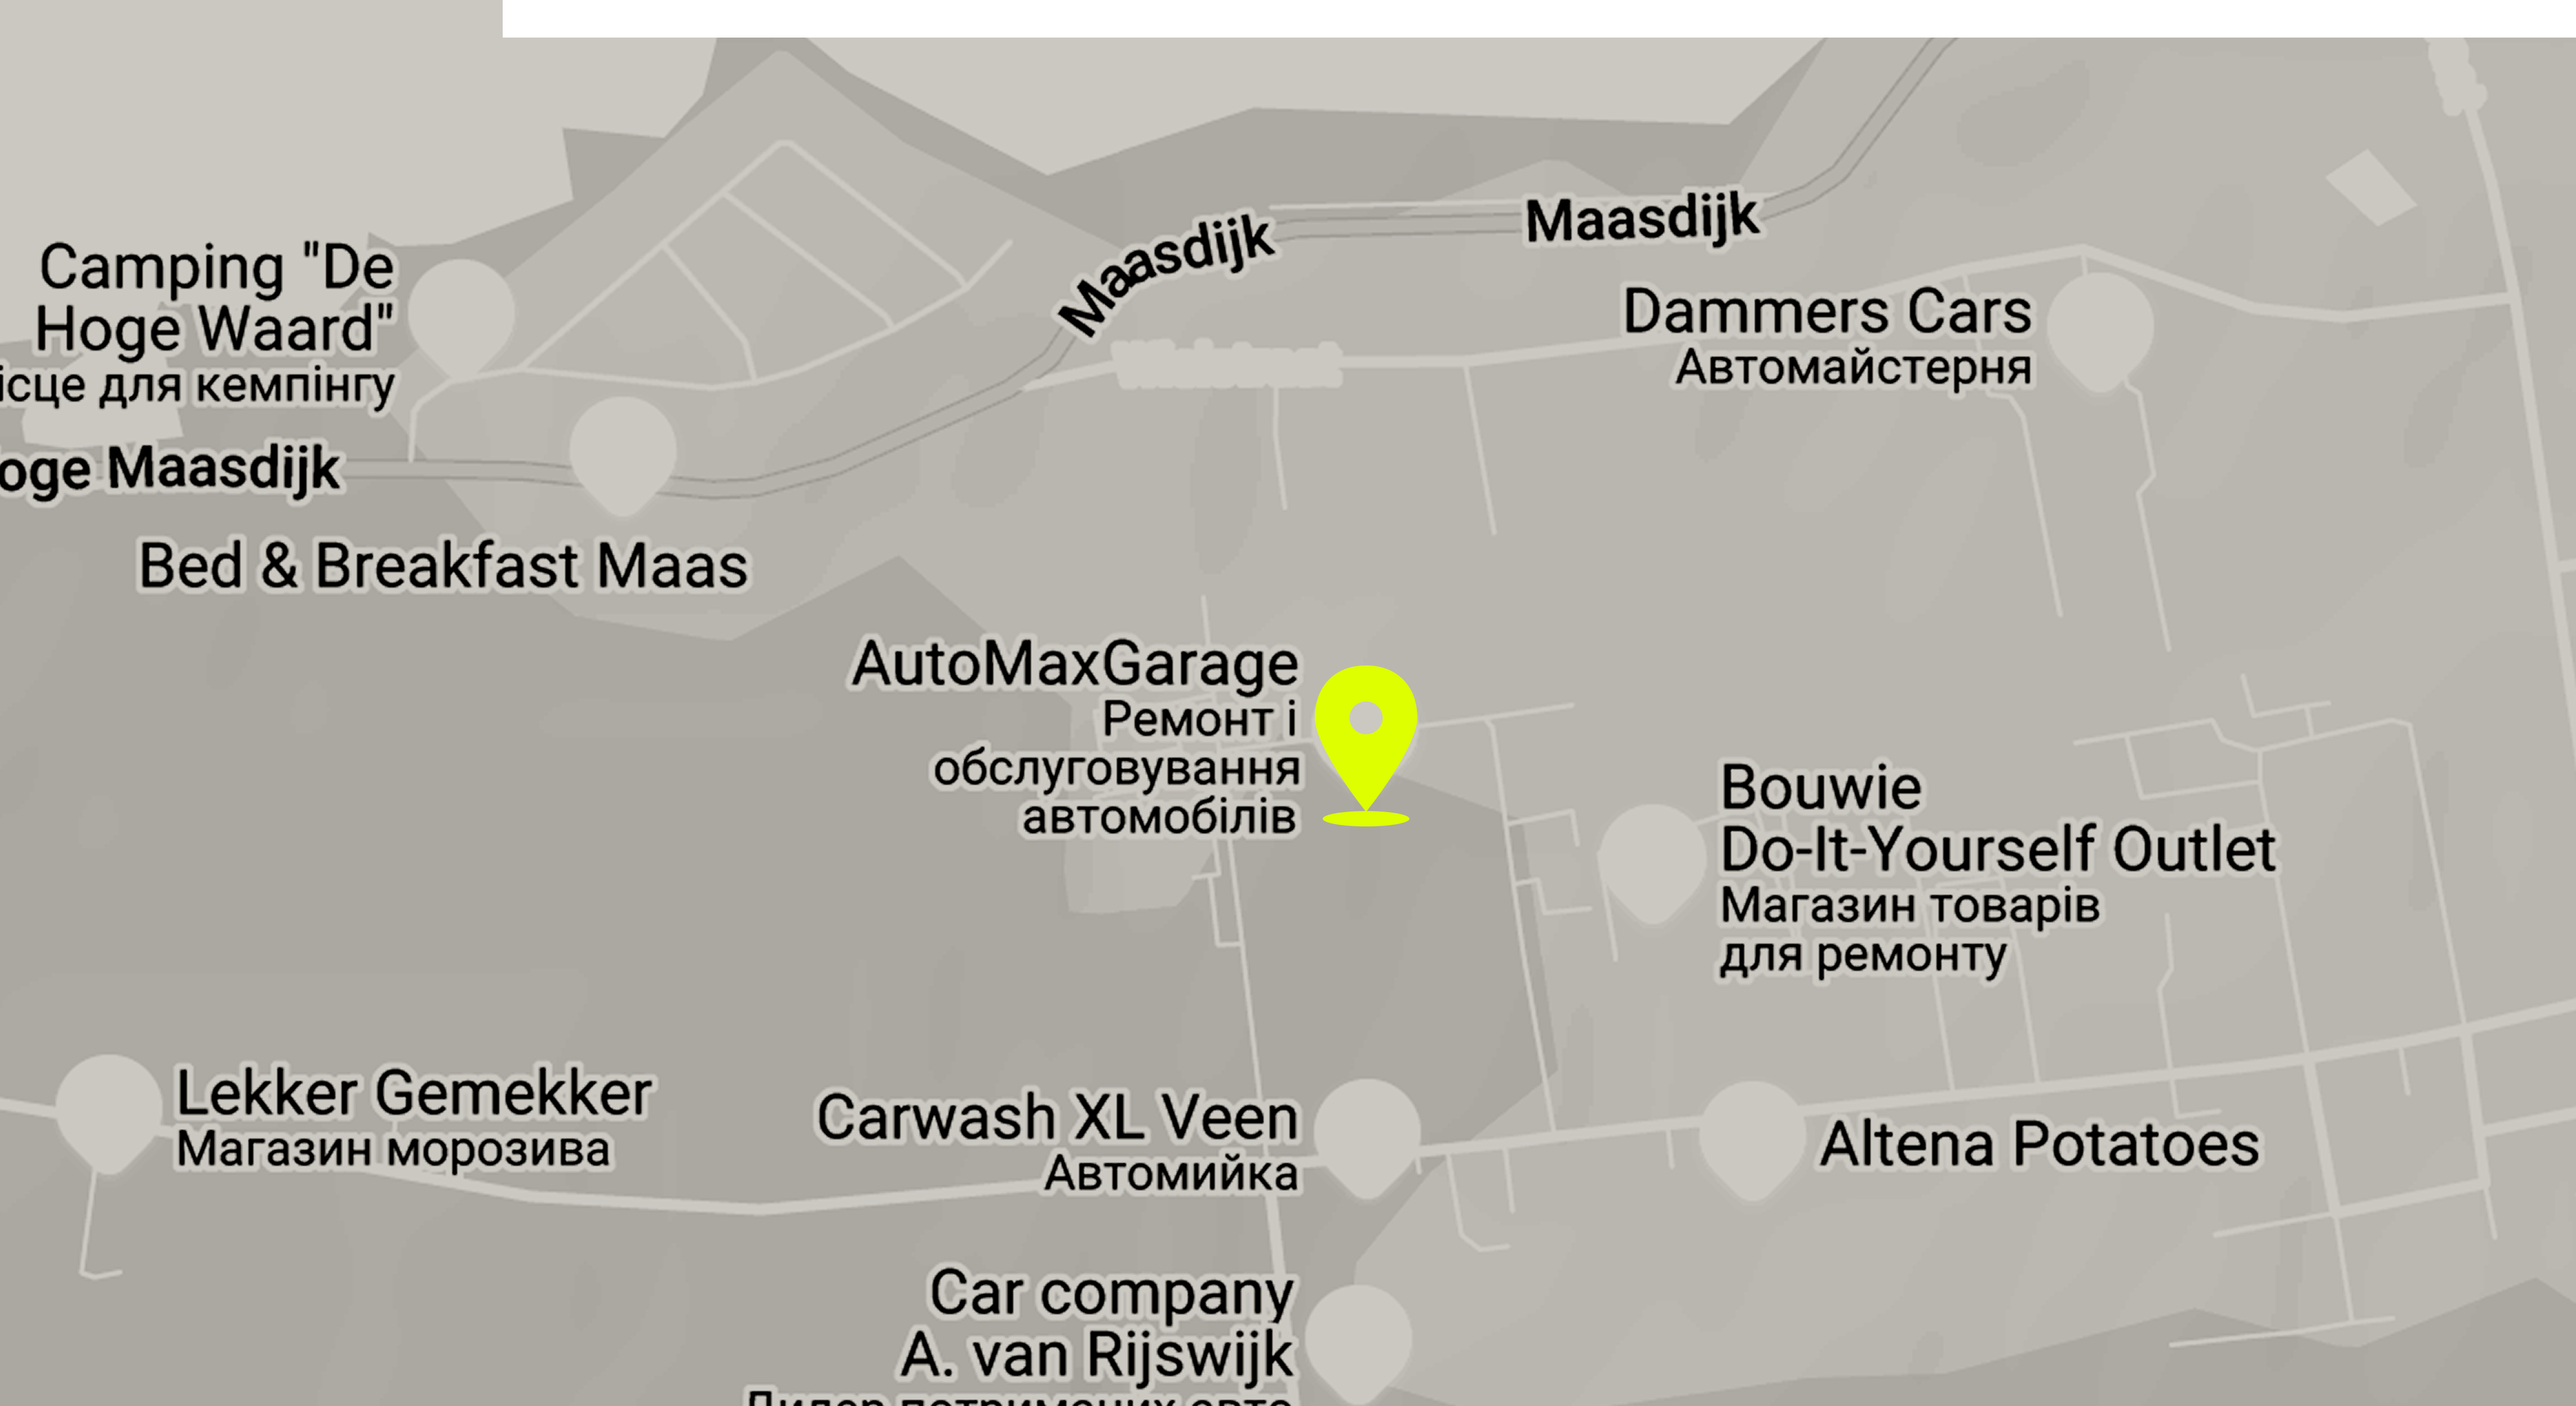 Maasdijk
Maasdijk
Camping "De
Hoge Waard"
для кемпінгу
Dammers Cars
Автомайстерня
Maasdijk
Bed & Breakfast Maas
AutoMaxGarage
Ремонт і
обслуговування
автомобілів
Bouwie
Do-It-Yourself Outlet
Магазин товарів
для ремонту
Lekker Gemekker
Магазин морозива
Carwash XL Veen
Автомийка
Altena Potatoes
Car company
A. van Rijswijk